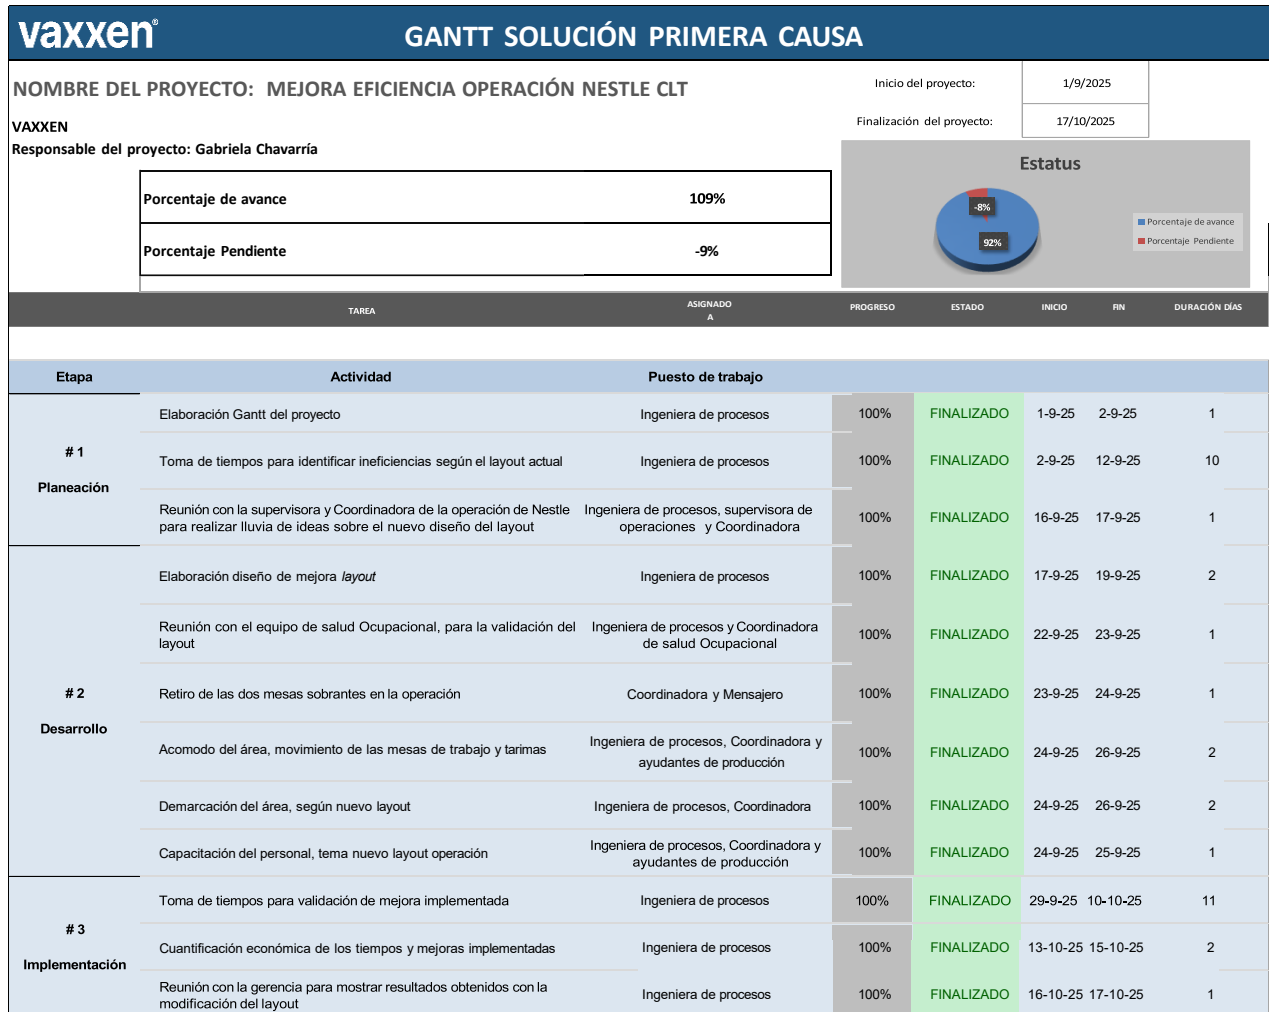 vaxxen®
GANTT SOLUCIÓN PRIMERA CAUSA
NOMBRE DEL PROYECTO: MEJORA EFICIENCIA OPERACIÓN NESTLE CLT
Inicio del proyecto: 1/9/2025
VAXXEN
Finalización del proyecto: 17/10/2025
Responsable del proyecto: Gabriela Chavarría
Porcentaje de avance 109%
Porcentaje Pendiente -9%
Estatus
-8%
92%
Porcentaje de avance
Porcentaje Pendiente
TAREA ASIGNADO A PROGRESO ESTADO INICIO FIN DURACIÓN DÍAS
Etapa Actividad Puesto de trabajo
# 1
Planeación
Elaboración Gantt del proyecto Ingeniera de procesos 100% FINALIZADO 1-9-25 2-9-25 1
Toma de tiempos para identificar ineficiencias según el layout actual Ingeniera de procesos 100% FINALIZADO 2-9-25 12-9-25 10
Reunión con la supervisora y Coordinadora de la operación de Nestle
para realizar lluvia de ideas sobre el nuevo diseño del layout
Ingeniera de procesos, supervisora de
operaciones y Coordinadora
100% FINALIZADO 16-9-25 17-9-25 1
# 2
Desarrollo
Elaboración diseño de mejora layout Ingeniera de procesos 100% FINALIZADO 17-9-25 19-9-25 2
Reunión con el equipo de salud Ocupacional, para la validación del
layout
Ingeniera de procesos y Coordinadora
de salud Ocupacional
100% FINALIZADO 22-9-25 23-9-25 1
Retiro de las dos mesas sobrantes en la operación Coordinadora y Mensajero 100% FINALIZADO 23-9-25 24-9-25 1
Acomodo del área, movimiento de las mesas de trabajo y tarimas
Ingeniera de procesos, Coordinadora y
ayudantes de producción
100% FINALIZADO 24-9-25 26-9-25 2
Demarcación del área, según nuevo layout Ingeniera de procesos, Coordinadora 100% FINALIZADO 24-9-25 26-9-25 2
Capacitación del personal, tema nuevo layout operación
Ingeniera de procesos, Coordinadora y
ayudantes de producción
100% FINALIZADO 24-9-25 25-9-25 1
# 3
Implementación
Toma de tiempos para validación de mejora implementada Ingeniera de procesos 100% FINALIZADO 29-9-25 10-10-25 11
Cuantificación económica de los tiempos y mejoras implementadas Ingeniera de procesos 100% FINALIZADO 13-10-25 15-10-25 2
Reunión con la gerencia para mostrar resultados obtenidos con la
modificación del layout
Ingeniera de procesos 100% FINALIZADO 16-10-25 17-10-25 1